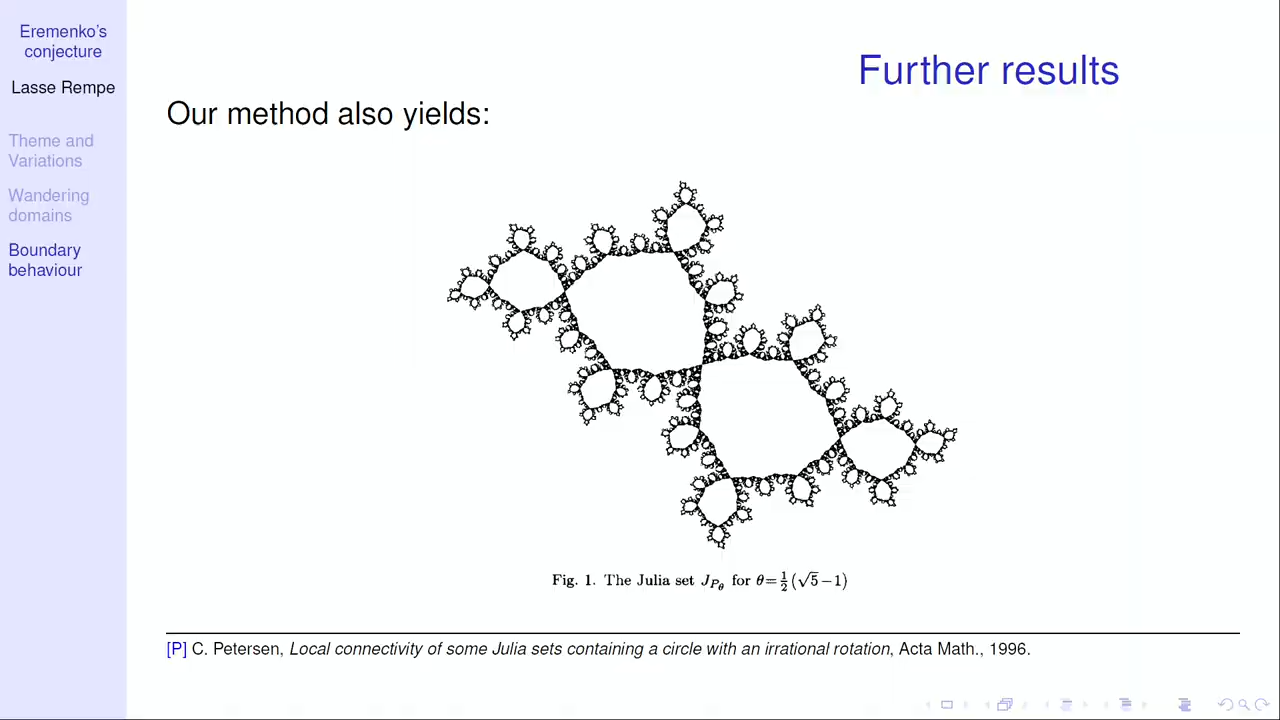 Eremenko's
conjecture
Lasse Rempe
Theme and
Variations
Wandering
domains
Boundary
behaviour
Further results
Our method also yields:
Fig. 1. The Julia set J_{P_θ} for θ=½(√5−1)
[P] C. Petersen, Local connectivity of some Julia sets containing a circle with an irrational rotation, Acta Math., 1996.